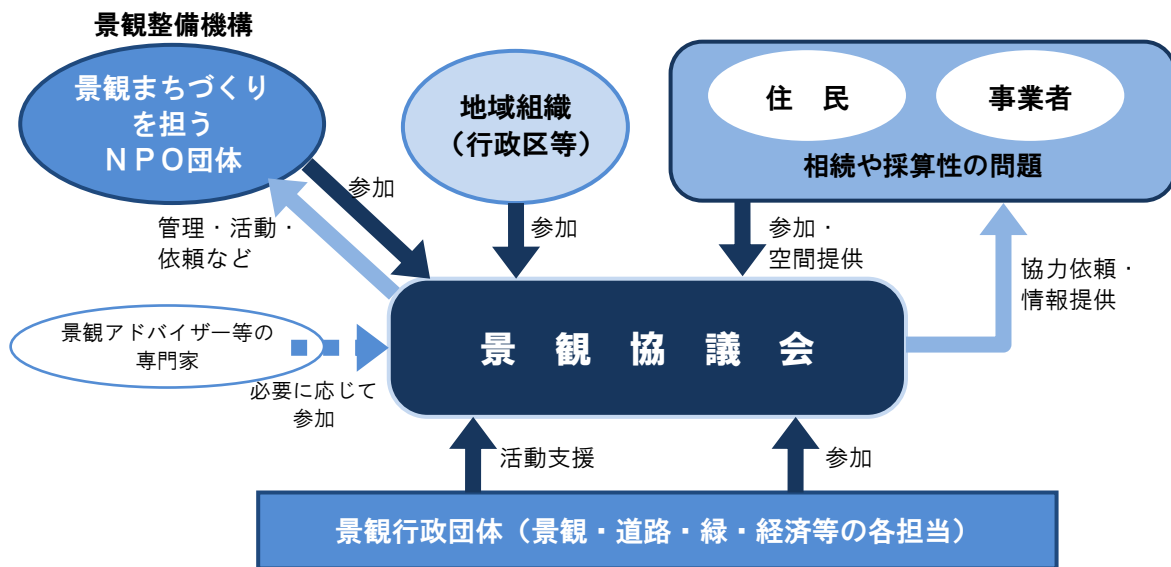 景観整備機構
景観まちづくり
を担う
ＮＰＯ団体
地域組織
（行政区等）
住　民
事業者
相続や採算性の問題
参加
管理・活動・
依頼など
参加
参加・
空間提供
協力依頼・
情報提供
景観アドバイザー等の
専門家
必要に応じて
参加
景　観　協　議　会
活動支援
参加
景観行政団体（景観・道路・緑・経済等の各担当）